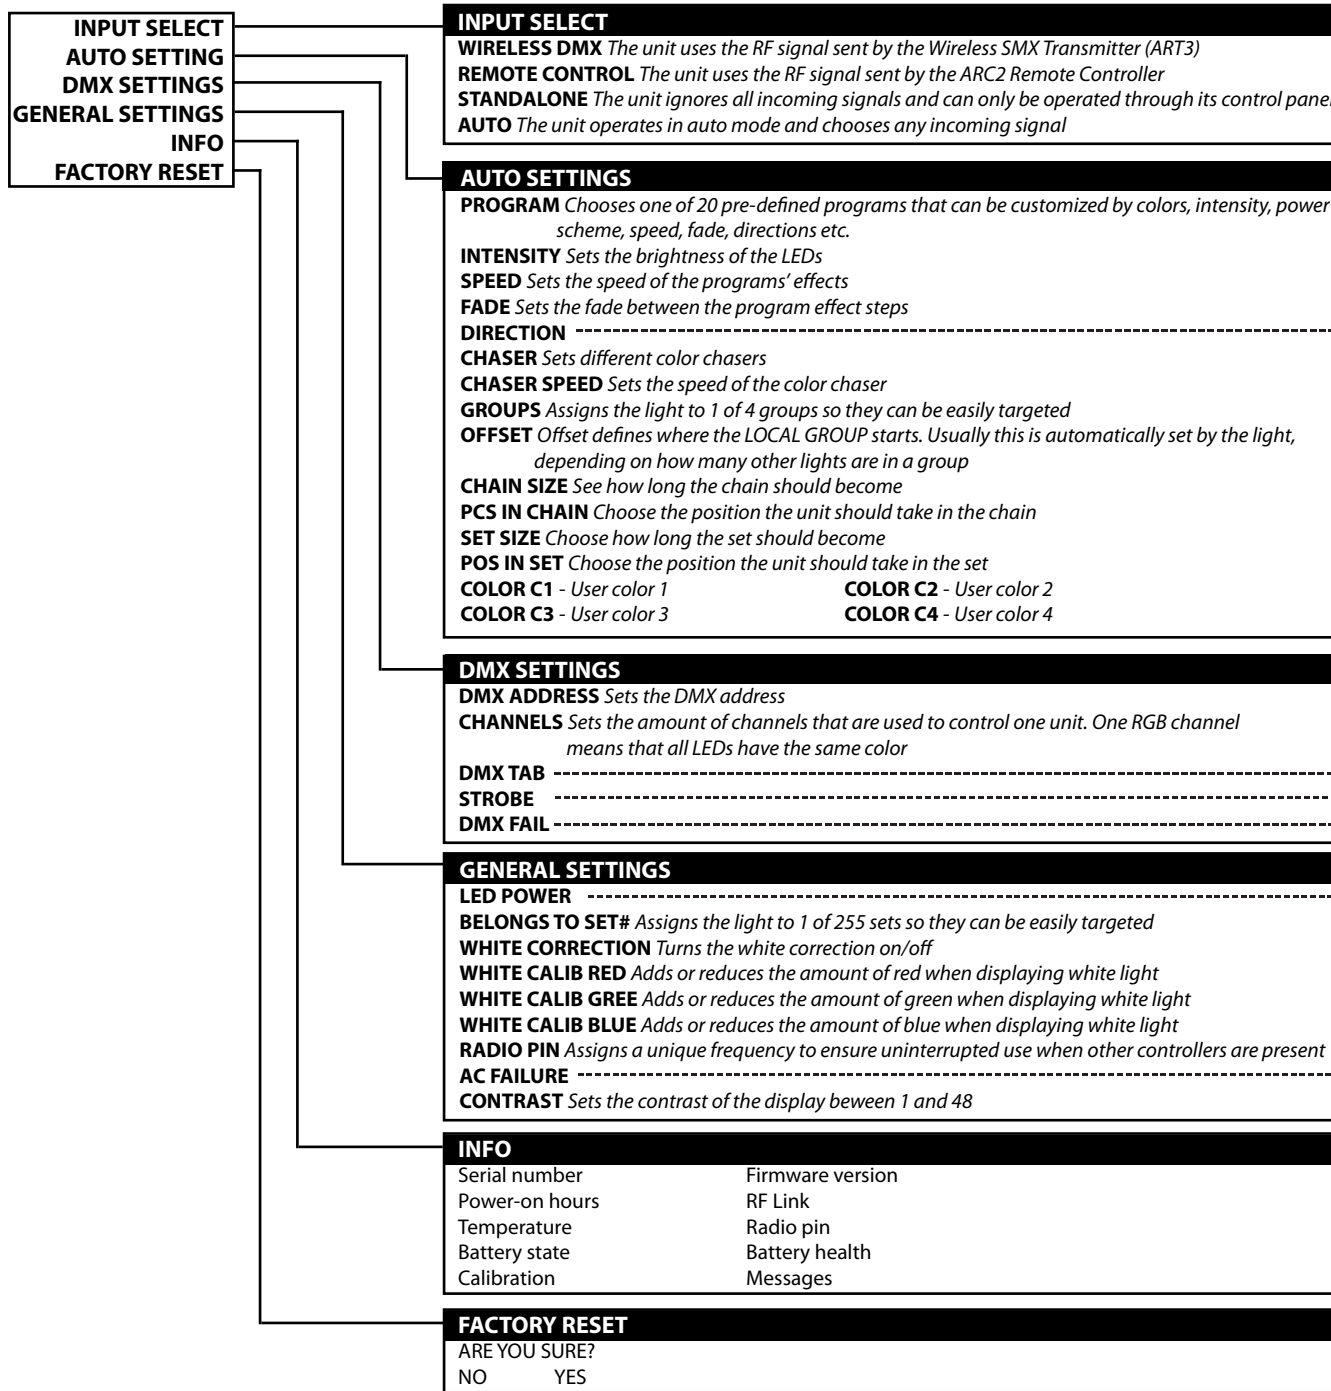 INPUT SELECT
AUTO SETTING
DMX SETTINGS
GENERAL SETTINGS
INFO
FACTORY RESET
INPUT SELECT
WIRELESS DMX The unit uses the RF signal sent by the Wireless SMX Transmitter (ART3)
REMOTE CONTROL The unit uses the RF signal sent by the ARC2 Remote Controller
STANDALONE The unit ignores all incoming signals and can only be operated through its control panel
AUTO The unit operates in auto mode and chooses any incoming signal
AUTO SETTINGS
PROGRAM Chooses one of 20 pre-defined programs that can be customized by colors, intensity, power
scheme, speed, fade, directions etc.
INTENSITY Sets the brightness of the LEDs
SPEED Sets the speed of the programs' effects
FADE Sets the fade between the program effect steps
DIRECTION
CHASER Sets different color chasers
CHASER SPEED Sets the speed of the color chaser
GROUPS Assigns the light to 1 of 4 groups so they can be easily targeted
OFFSET Offset defines where the LOCAL GROUP starts. Usually this is automatically set by the light,
depending on how many other lights are in a group
CHAIN SIZE See how long the chain should become
PCS IN CHAIN Choose the position the unit should take in the chain
SET SIZE Choose how long the set should become
POS IN SET Choose the position the unit should take in the set
COLOR C1 - User color 1 COLOR C2 - User color 2
COLOR C3 - User color 3 COLOR C4 - User color 4
DMX SETTINGS
DMX ADDRESS Sets the DMX address
CHANNELS Sets the amount of channels that are used to control one unit. One RGB channel
means that all LEDs have the same color
DMX TAB
STROBE
DMX FAIL
GENERAL SETTINGS
LED POWER
BELONGS TO SET# Assigns the light to 1 of 255 sets so they can be easily targeted
WHITE CORRECTION Turns the white correction on/off
WHITE CALIB RED Adds or reduces the amount of red when displaying white light
WHITE CALIB GREE Adds or reduces the amount of green when displaying white light
WHITE CALIB BLUE Adds or reduces the amount of blue when displaying white light
RADIO PIN Assigns a unique frequency to ensure uninterrupted use when other controllers are present
AC FAILURE
CONTRAST Sets the contrast of the display beween 1 and 48
INFO
Serial number Firmware version
Power-on hours RF Link
Temperature Radio pin
Battery state Battery health
Calibration Messages
FACTORY RESET
ARE YOU SURE?
NO YES